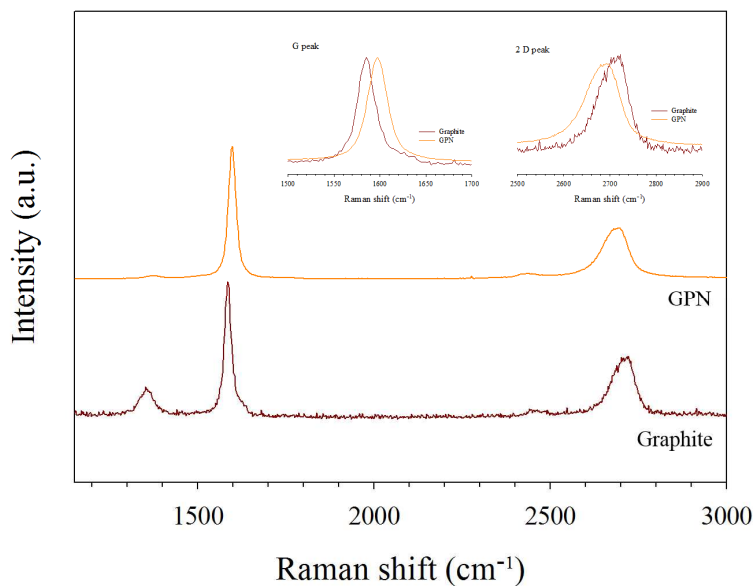 G peak
Graphite
GPN
1500 1550 1600 1650 1700
Raman shift (cm-1)
2 D peak
Graphite
GPN
2500 2600 2700 2800 2900
Raman shift (cm-1)
Intensity (a.u.)
GPN
Graphite
1500 2000 2500 3000
Raman shift (cm-1)